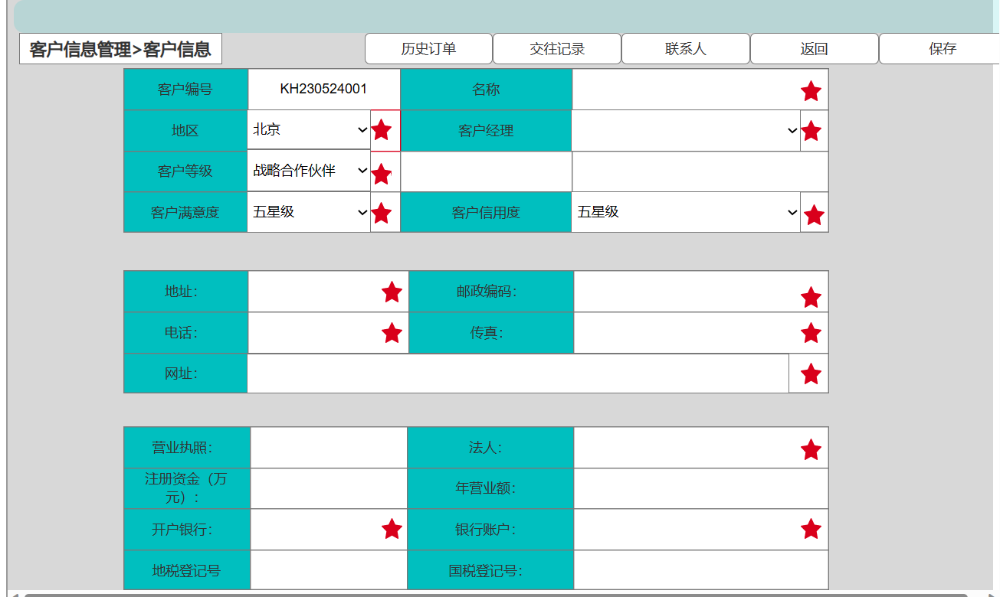 客户信息管理>客户信息
历史订单
交往记录
联系人
返回
保存
客户编号
KH230524001
名称
地区
北京
客户经理
客户等级
战略合作伙伴
客户满意度
五星级
客户信用度
五星级
地址：
邮政编码：
电话：
传真：
网址：
营业执照：
法人：
注册资金（万
元）：
年营业额：
开户银行：
银行账户：
地税登记号
国税登记号：